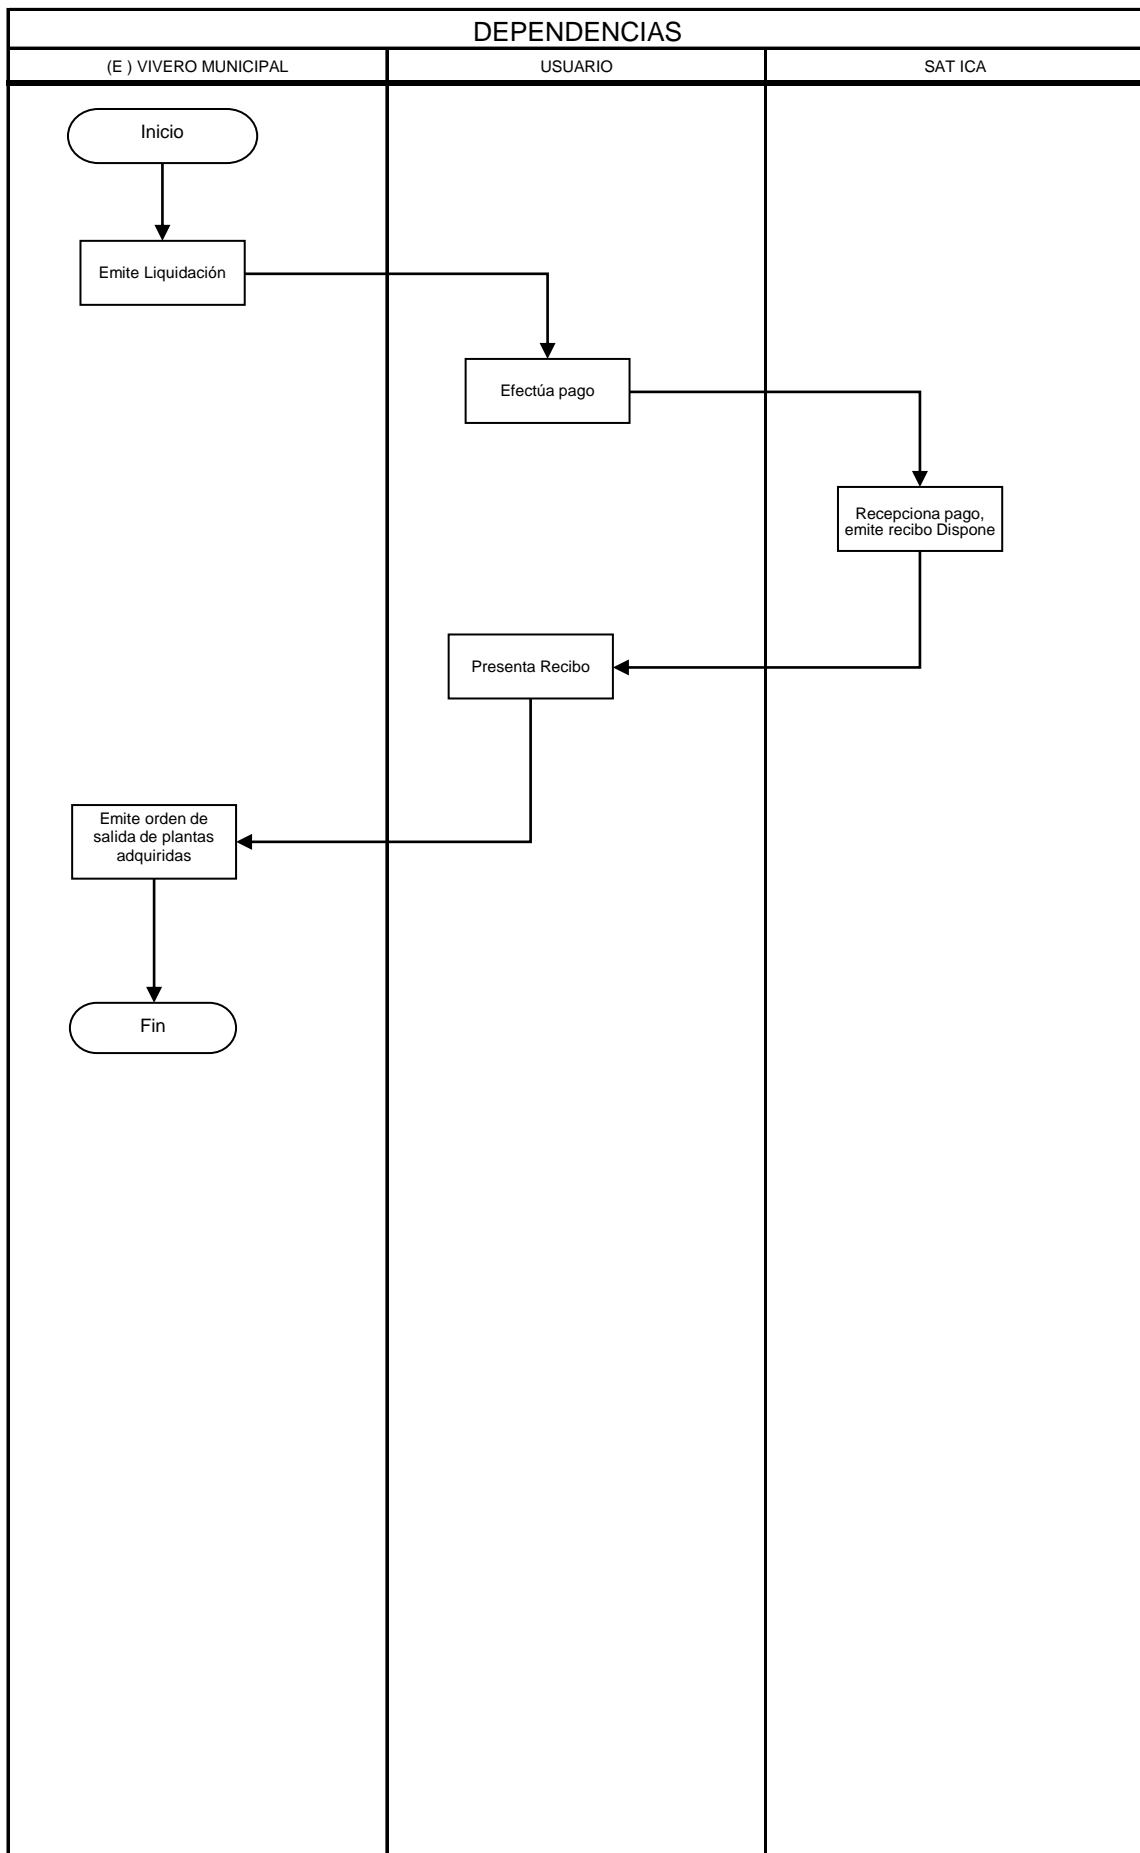 DEPENDENCIAS
(E ) VIVERO MUNICIPAL
USUARIO
SAT ICA
Inicio
Emite Liquidación
Efectúa pago
Recepciona pago,
emite recibo Dispone
Presenta Recibo
Emite orden de
salida de plantas
adquiridas
Fin